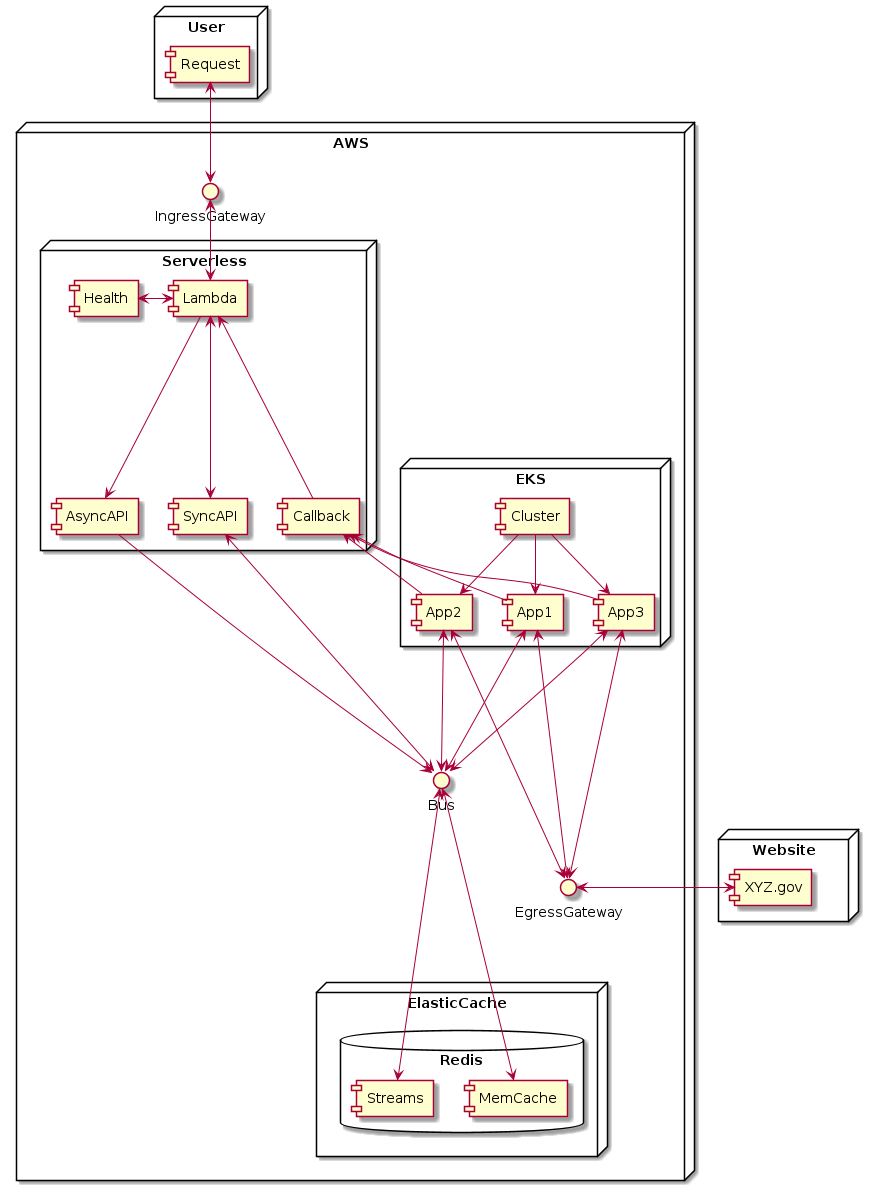 User
Request
AWS
IngressGateway
Serverless
Health
Lambda
EKS
AsyncAPI
SyncAPI
Callback
Cluster
App2
App1
App3
Bus
Website
XYZ.gov
EgressGateway
ElasticCache
Redis
Streams
MemCache